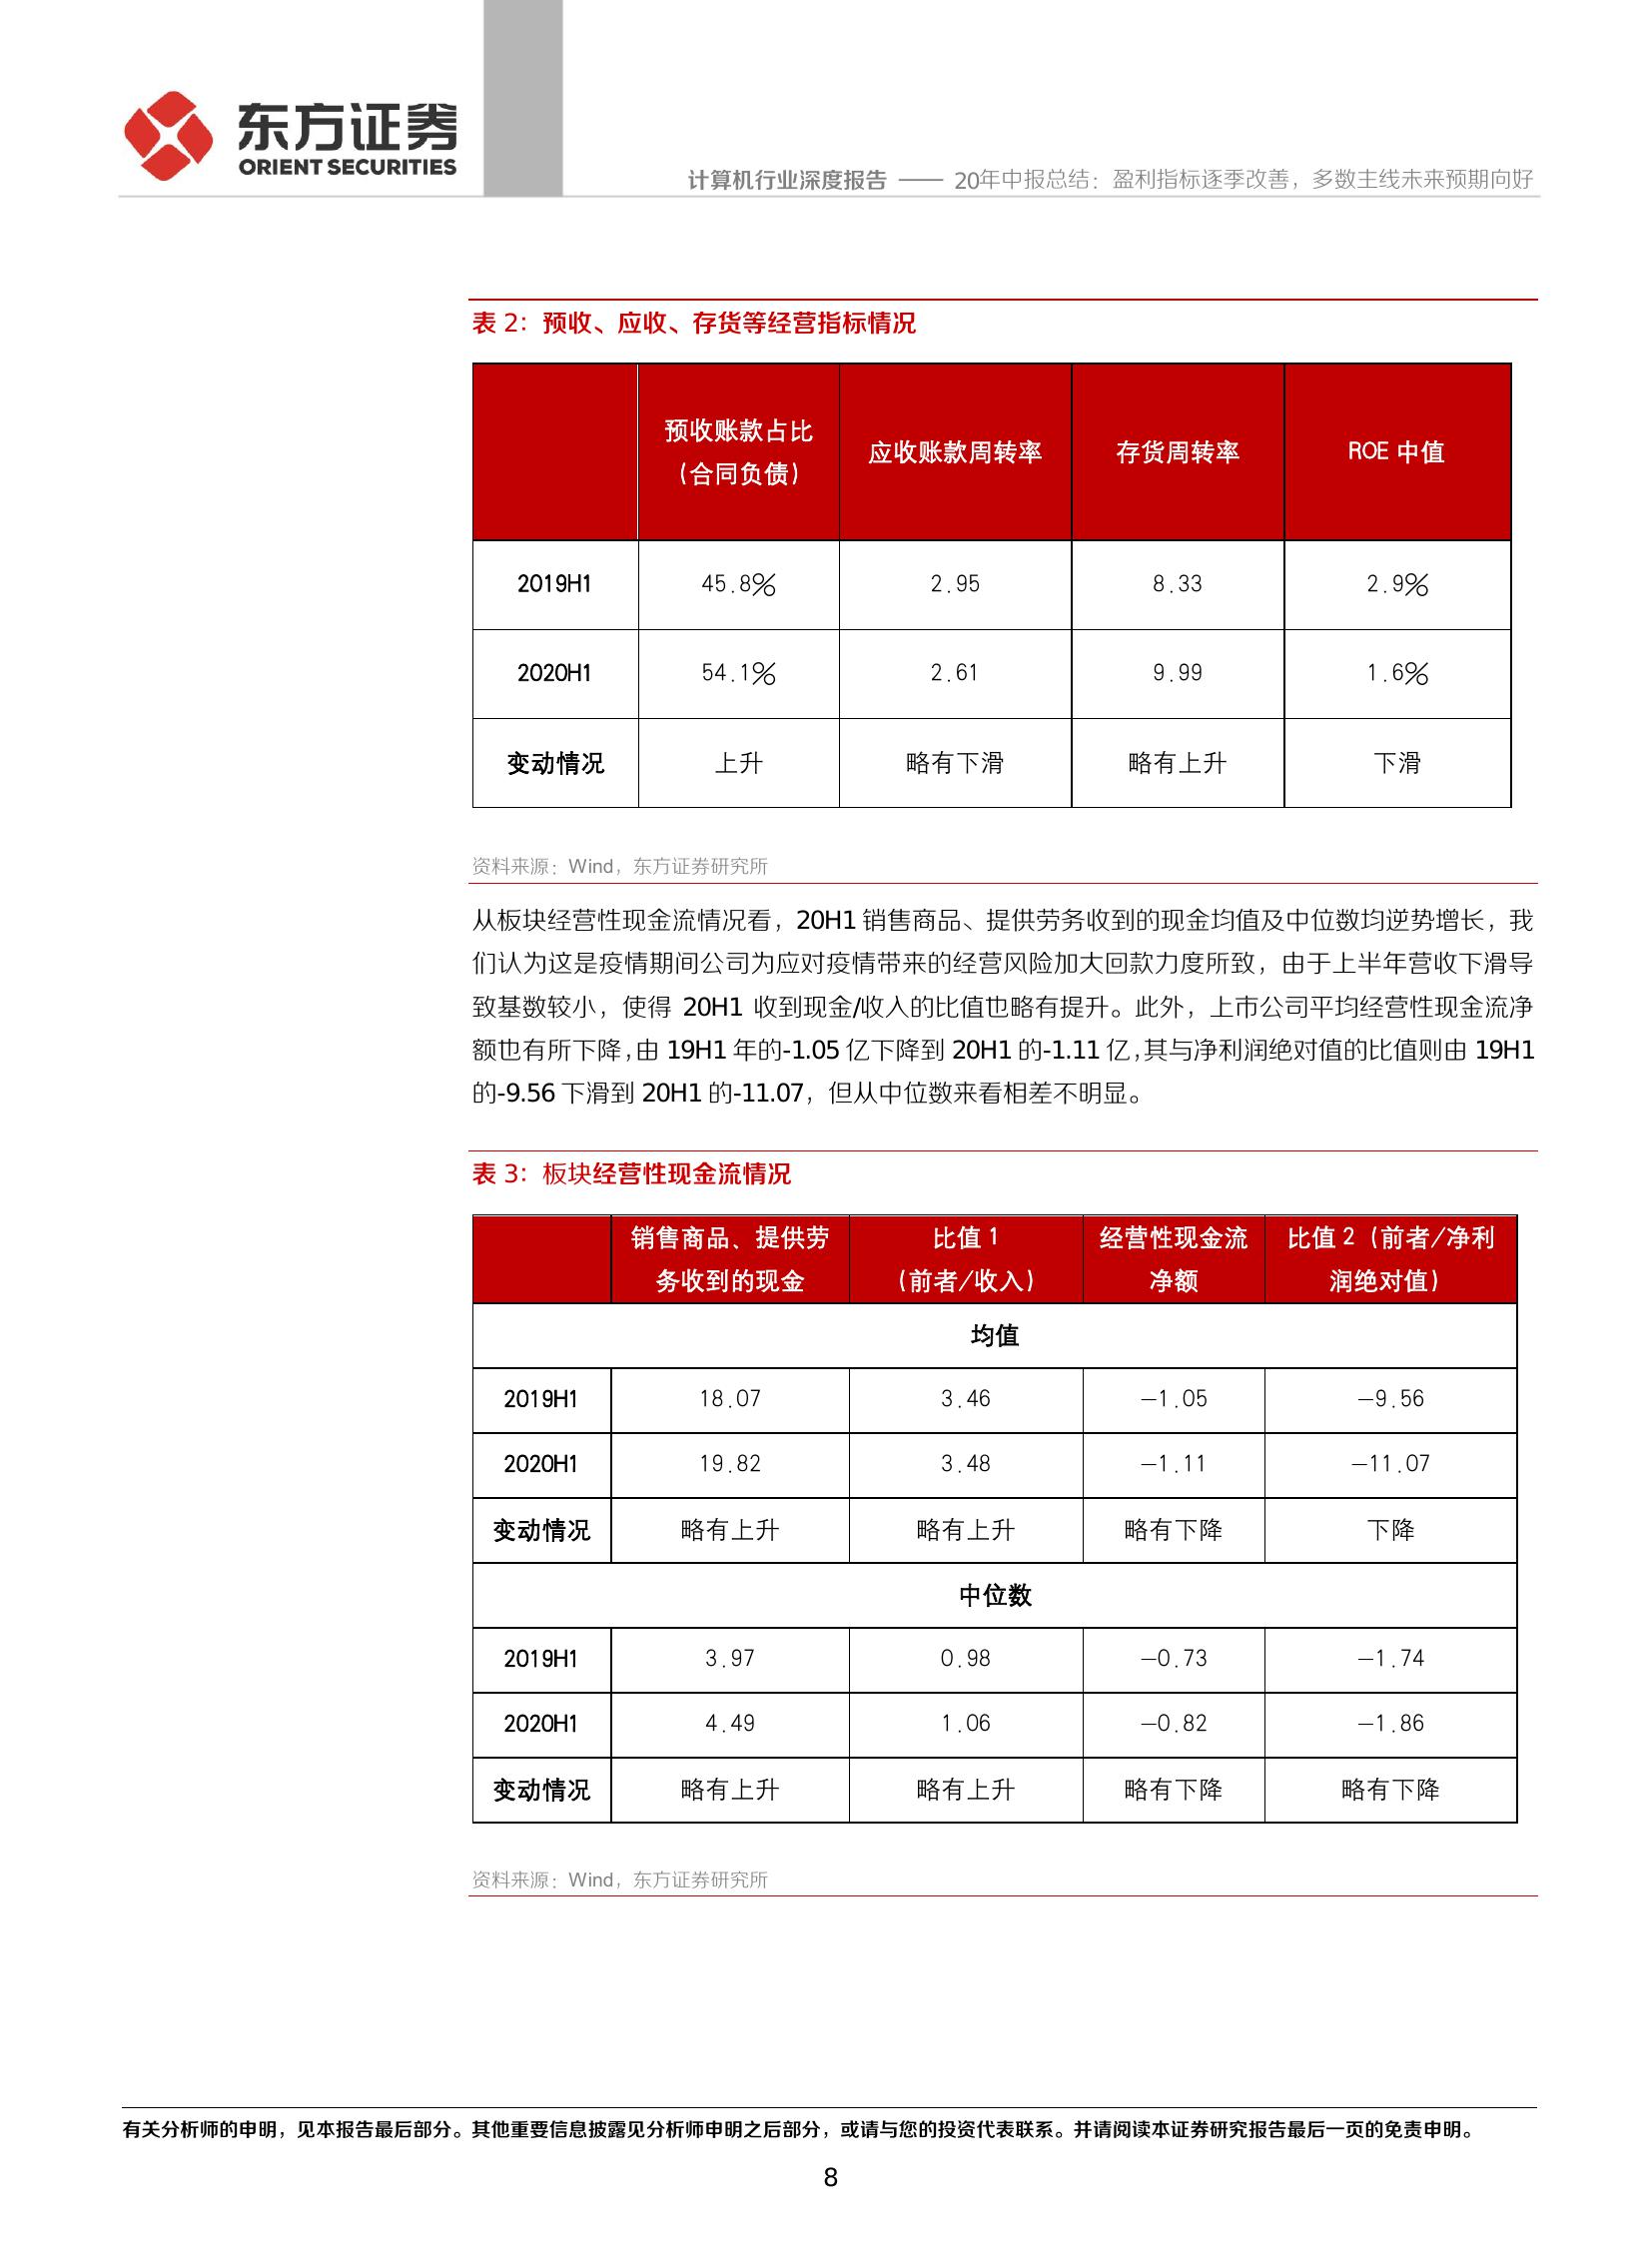 东方证券
ORIENT SECURITIES
计算机行业深度报告 —— 20年中报总结：盈利指标逐季改善，多数主线未来预期向好
表 2：预收、应收、存货等经营指标情况
预收账款占比（合同负债） 应收账款周转率 存货周转率 ROE 中值
2019H1 45.8% 2.95 8.33 2.9%
2020H1 54.1% 2.61 9.99 1.6%
变动情况 上升 略有下滑 略有上升 下滑
资料来源：Wind，东方证券研究所
从板块经营性现金流情况看，20H1 销售商品、提供劳务收到的现金均值及中位数均逆势增长，我
们认为这是疫情期间公司为应对疫情带来的经营风险加大回款力度所致，由于上半年营收下滑导
致基数较小，使得 20H1 收到现金/收入的比值也略有提升。此外，上市公司平均经营性现金流净
额也有所下降，由 19H1 年的-1.05 亿下降到 20H1 的-1.11 亿，其与净利润绝对值的比值则由 19H1
的-9.56 下滑到 20H1 的-11.07，但从中位数来看相差不明显。
表 3：板块经营性现金流情况
销售商品、提供劳务收到的现金 比值 1（前者/收入） 经营性现金流净额 比值 2（前者/净利润绝对值）
均值
2019H1 18.07 3.46 -1.05 -9.56
2020H1 19.82 3.48 -1.11 -11.07
变动情况 略有上升 略有上升 略有下降 下降
中位数
2019H1 3.97 0.98 -0.73 -1.74
2020H1 4.49 1.06 -0.82 -1.86
变动情况 略有上升 略有上升 略有下降 略有下降
资料来源：Wind，东方证券研究所
有关分析师的申明，见本报告最后部分。其他重要信息披露见分析师申明之后部分，或请与您的投资代表联系。并请阅读本证券研究报告最后一页的免责申明。
8